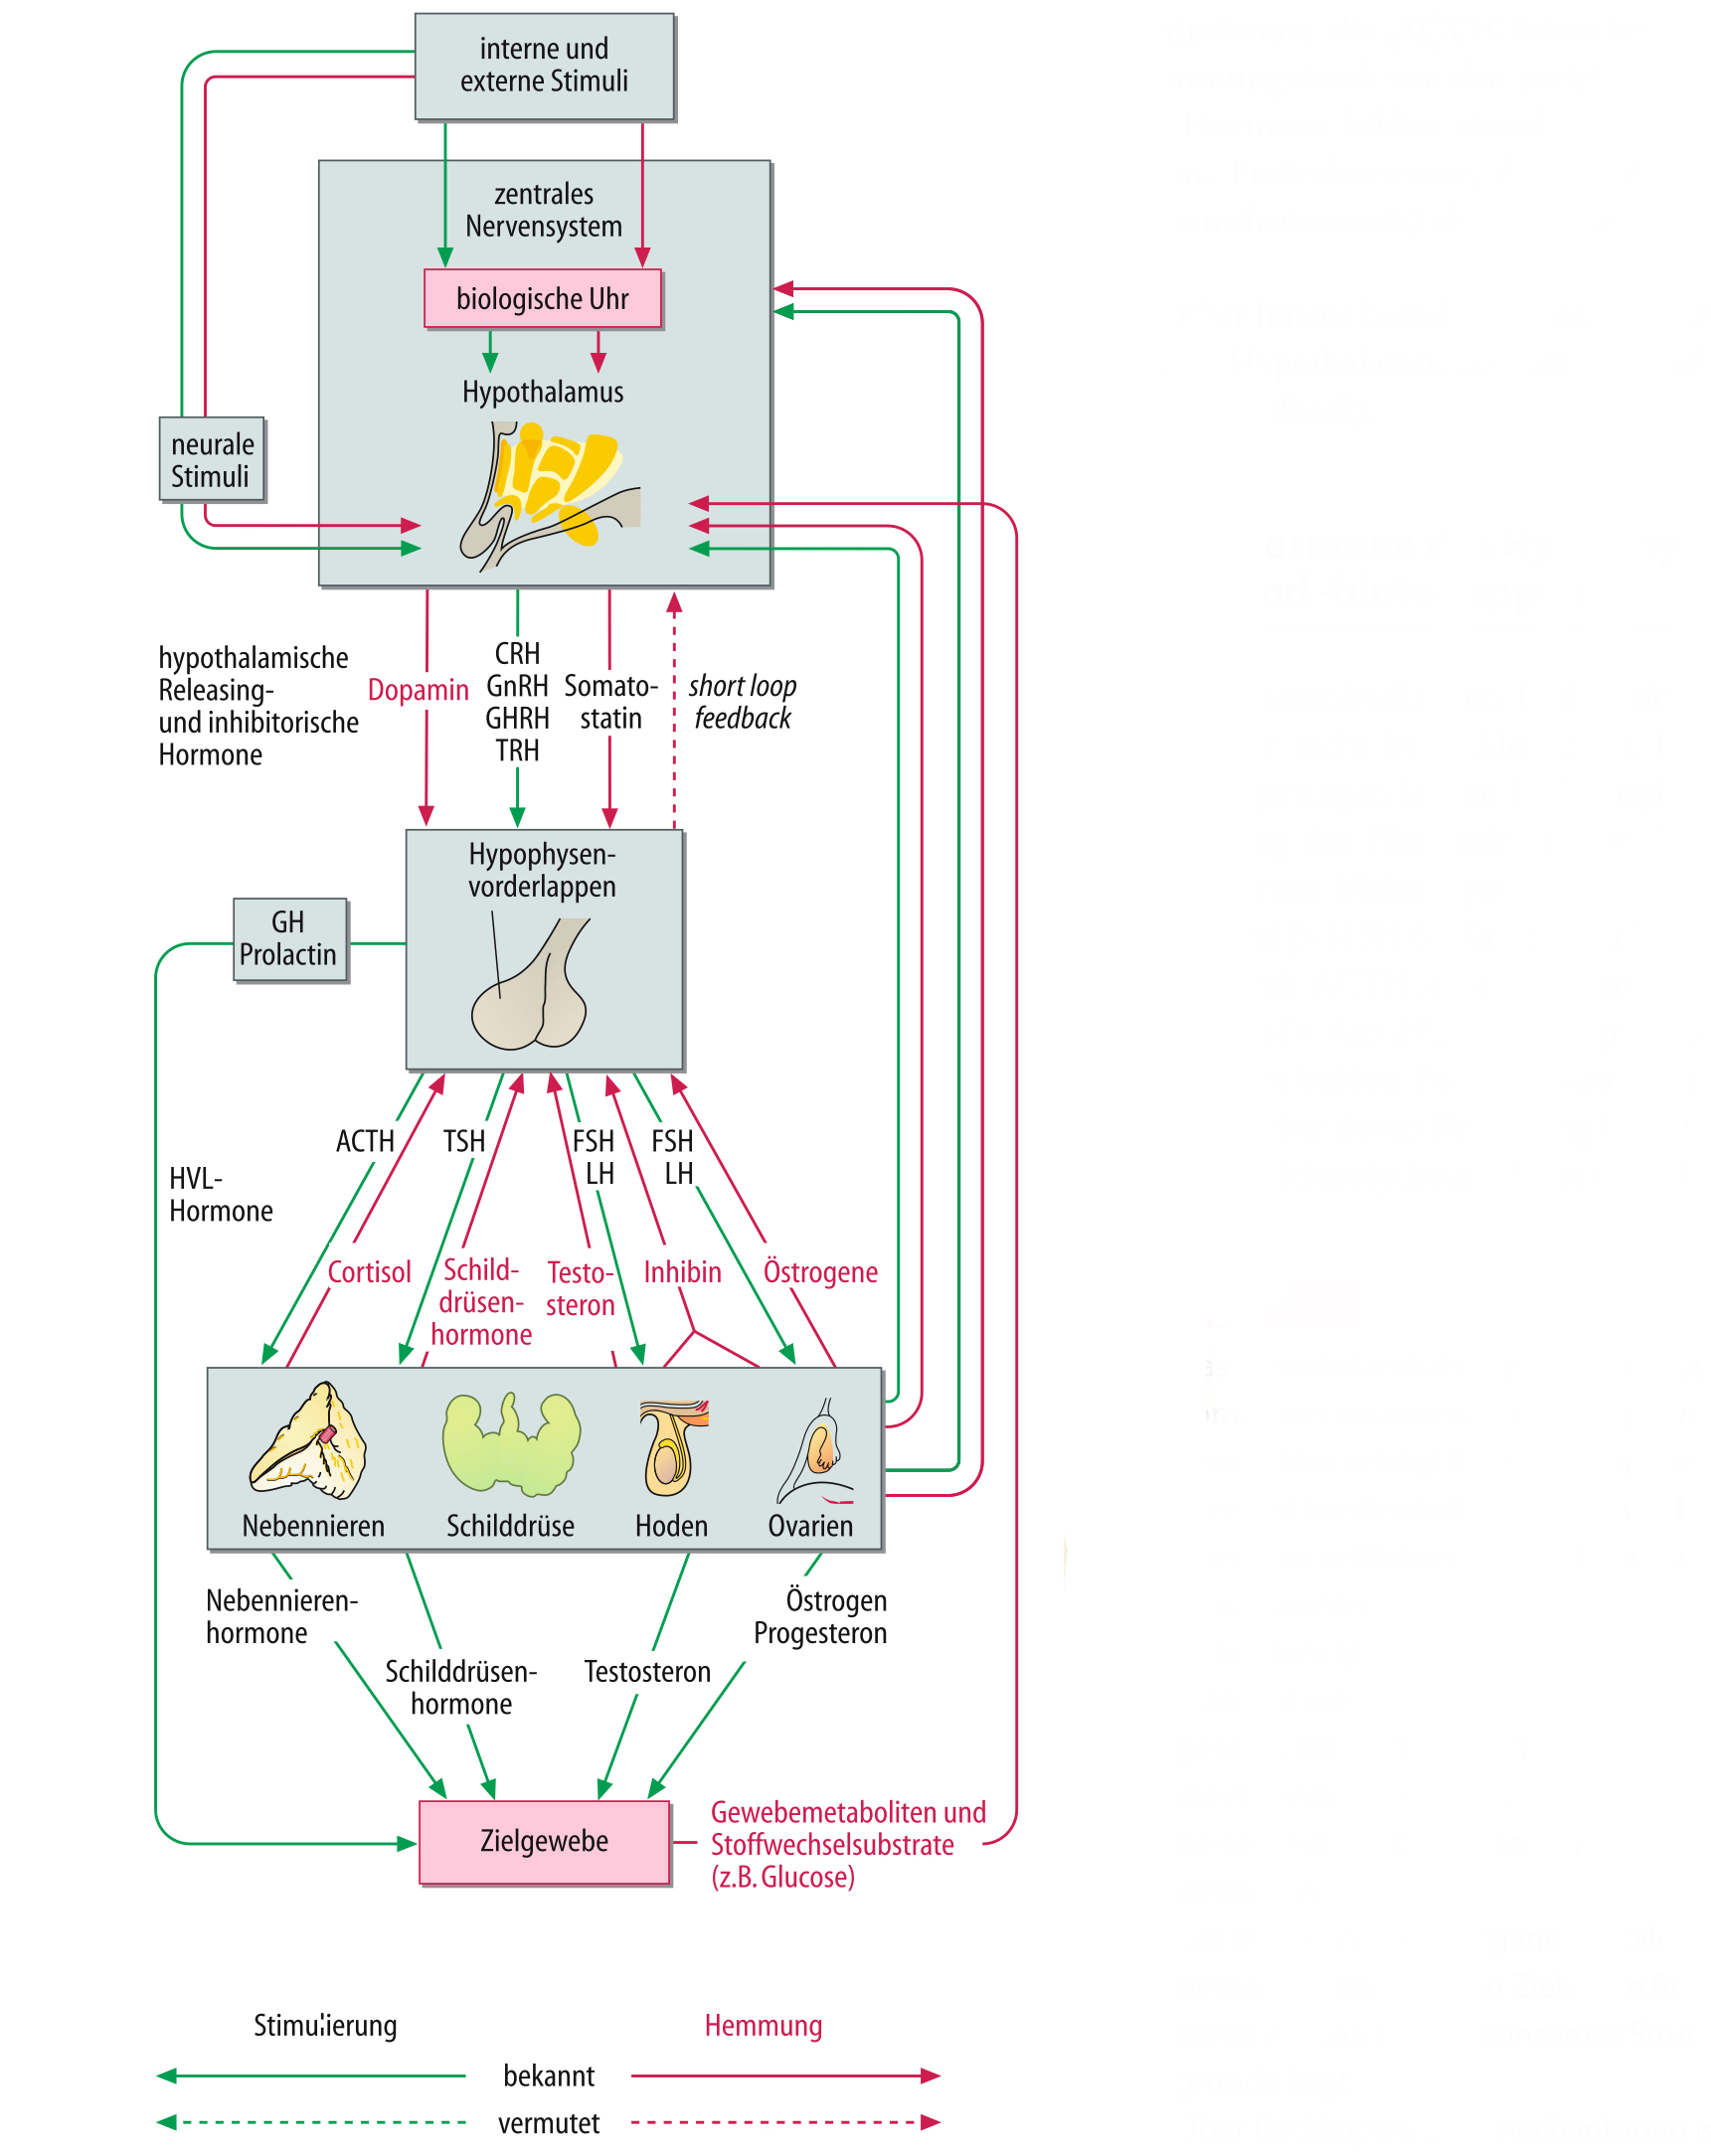 interne und
externe Stimuli
zentrales
Nervensystem
biologische Uhr
Hypothalamus
neurale
Stimuli
hypothalamische
Releasing-
und inhibitorische
Hormone
Dopamin
CRH
GnRH
GHRH
TRH
Somato-
statin
short loop
feedback
Hypophysen-
vorderlappen
GH
Prolactin
HVL-
Hormone
ACTH
TSH
FSH
LH
FSH
LH
Cortisol
Schild-
drüsen-
hormone
Testo-
steron
Inhibin
Östrogene
Nebennieren
Schilddrüse
Hoden
Ovarien
Nebennieren-
hormone
Schilddrüsen-
hormone
Testosteron
Östrogen
Progesteron
Zielgewebe
Gewebemetaboliten und
Stoffwechselsubstrate
(z.B. Glucose)
Stimulierung
Hemmung
bekannt
vermutet